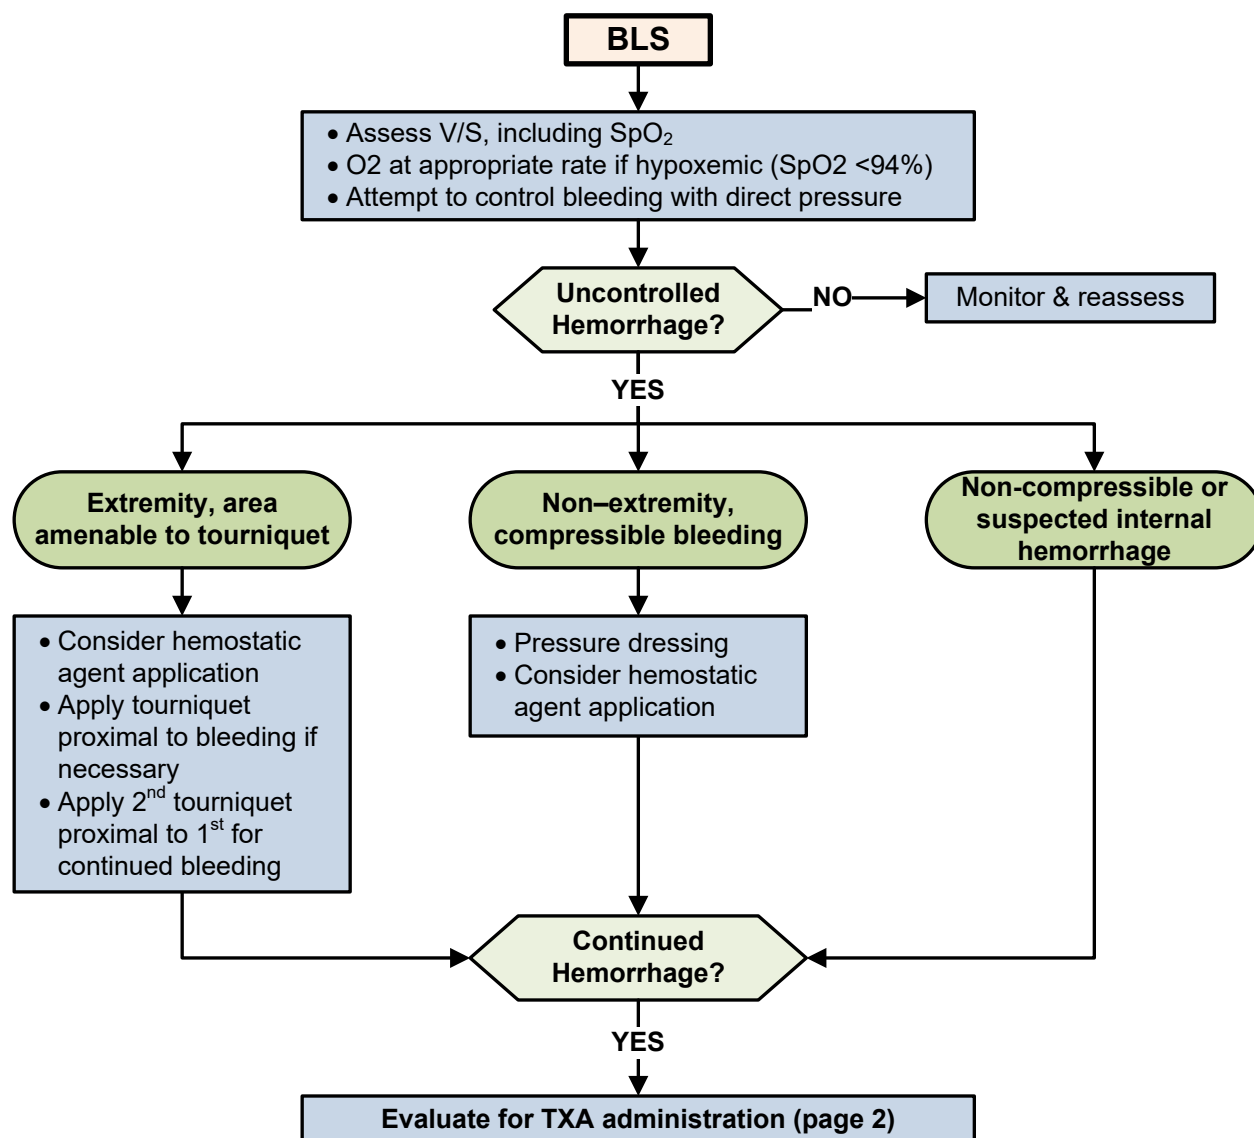 BLS
• Assess V/S, including SpO₂
• O2 at appropriate rate if hypoxemic (SpO2 <94%)
• Attempt to control bleeding with direct pressure
Uncontrolled
Hemorrhage?
NO
Monitor & reassess
YES
Extremity, area
amenable to tourniquet
Non–extremity,
compressible bleeding
Non-compressible or
suspected internal
hemorrhage
• Consider hemostatic
agent application
• Apply tourniquet
proximal to bleeding if
necessary
• Apply 2nd tourniquet
proximal to 1st for
continued bleeding
• Pressure dressing
• Consider hemostatic
agent application
Continued
Hemorrhage?
YES
Evaluate for TXA administration (page 2)